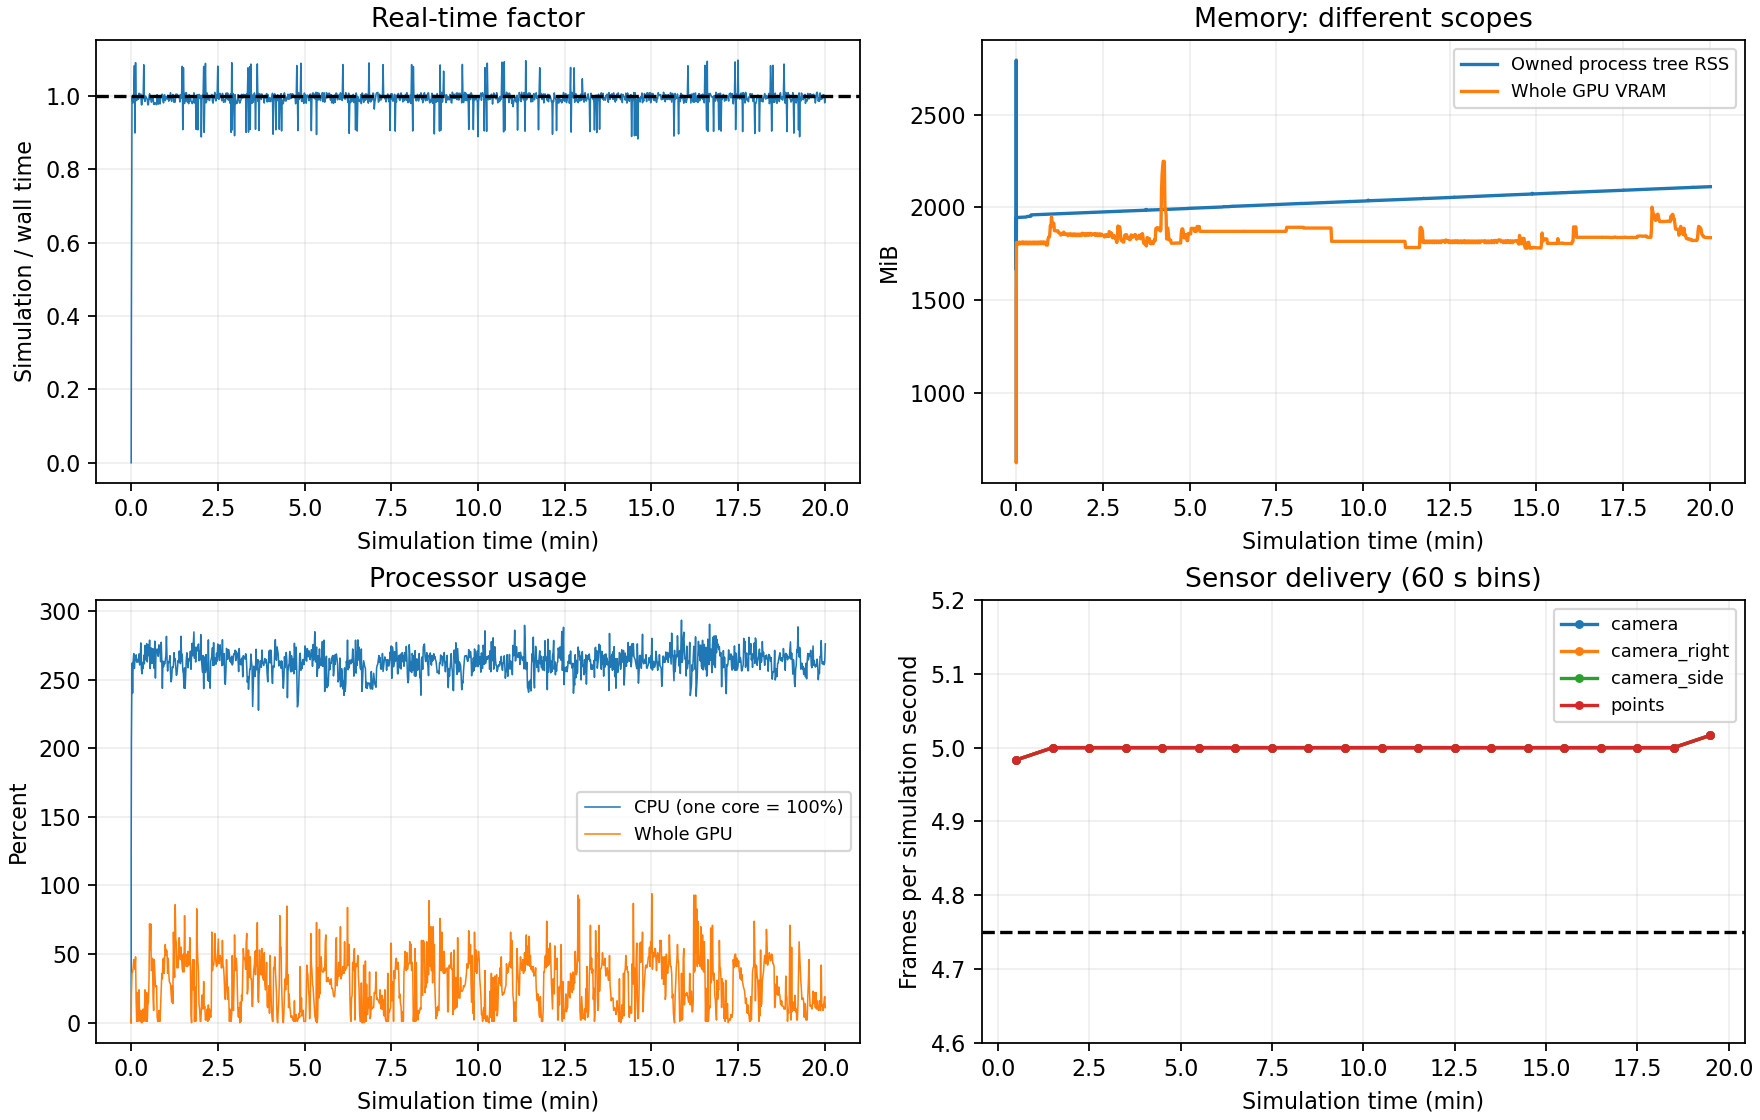 Real-time factor
Simulation / wall time
1.0
0.8
0.6
0.4
0.2
0.0
0.0 2.5 5.0 7.5 10.0 12.5 15.0 17.5 20.0
Simulation time (min)
Memory: different scopes
MiB
2500
2000
1500
1000
Owned process tree RSS
Whole GPU VRAM
0.0 2.5 5.0 7.5 10.0 12.5 15.0 17.5 20.0
Simulation time (min)
Processor usage
Percent
300
250
200
150
100
50
0
CPU (one core = 100%)
Whole GPU
0.0 2.5 5.0 7.5 10.0 12.5 15.0 17.5 20.0
Simulation time (min)
Sensor delivery (60 s bins)
Frames per simulation second
5.2
5.1
5.0
4.9
4.8
4.7
4.6
camera
camera_right
camera_side
points
0.0 2.5 5.0 7.5 10.0 12.5 15.0 17.5 20.0
Simulation time (min)